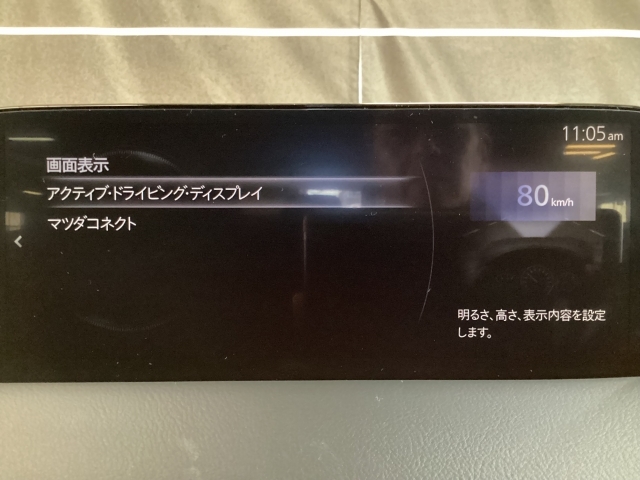 11:05 am
画面表示
アクティブ・ドライビング・ディスプレイ
80 km/h
マツダコネクト
明るさ、高さ、表示内容を設定
します。